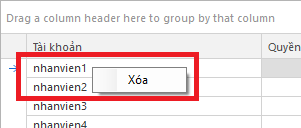 Drag a column header here to group by that column
Tài khoản Quyền
nhanvien1
Xóa
nhanvien2
nhanvien3
nhanvien4